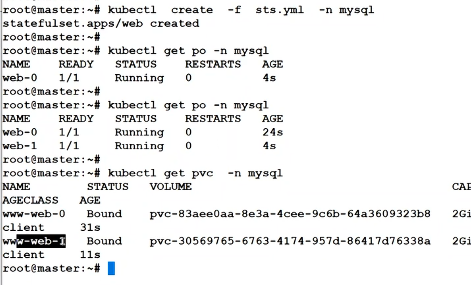 root@master:~# kubectl create -f sts.yml -n mysql
statefulset.apps/web created
root@master:~#
root@master:~# kubectl get po -n mysql
NAME READY STATUS RESTARTS AGE
web-0 1/1 Running 0 4s
root@master:~#
root@master:~# kubectl get po -n mysql
NAME READY STATUS RESTARTS AGE
web-0 1/1 Running 0 24s
web-1 1/1 Running 0 4s
root@master:~#
root@master:~# kubectl get pvc -n mysql
NAME STATUS VOLUME CAP
AGECLASS AGE
www-web-0 Bound pvc-83aee0aa-8e3a-4cee-9c6b-64a3609323b8 2Gi
client 31s
www-web-1 Bound pvc-30569765-6763-4174-957d-86417d76338a 2Gi
client 11s
root@master:~#